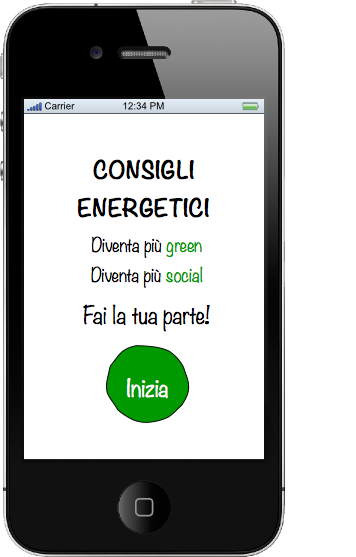 Carrier 12:34 PM
CONSIGLI
ENERGETICI
Diventa più green
Diventa più social
Fai la tua parte!
Inizia